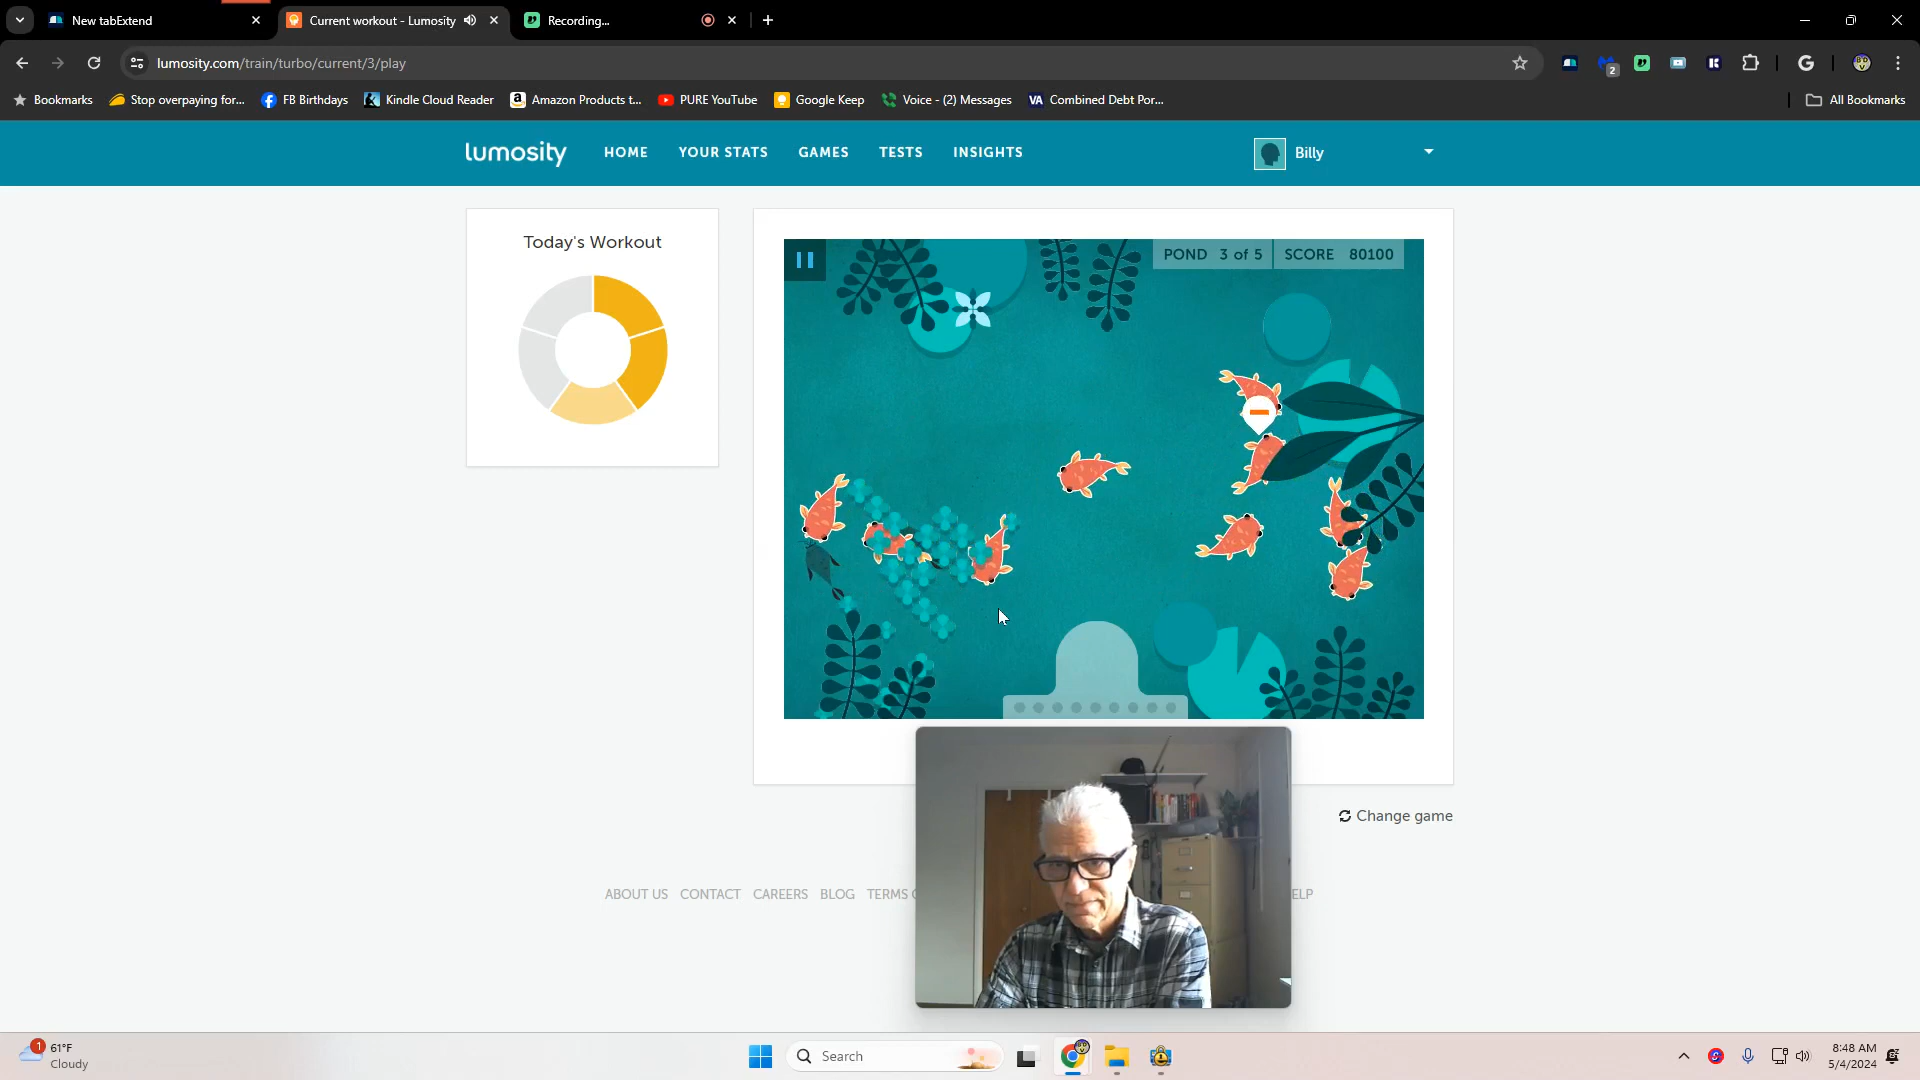 New tabExtend
Current workout - Lumosity
Recording...
lumosity.com/train/turbo/current/3/play
2
G
Bookmarks
Stop overpaying for...
FB Birthdays
Kindle Cloud Reader
Amazon Products t...
PURE YouTube
Google Keep
Voice - (2) Messages
VA Combined Debt Por...
All Bookmarks
lumosity
HOME
YOUR STATS
GAMES
TESTS
INSIGHTS
Billy
Today's Workout
POND 3 of 5
SCORE 80100
Change game
ABOUT US
CONTACT
CAREERS
BLOG
TERMS
ELP
1
61°F
Cloudy
Search
8:48 AM
5/4/2024